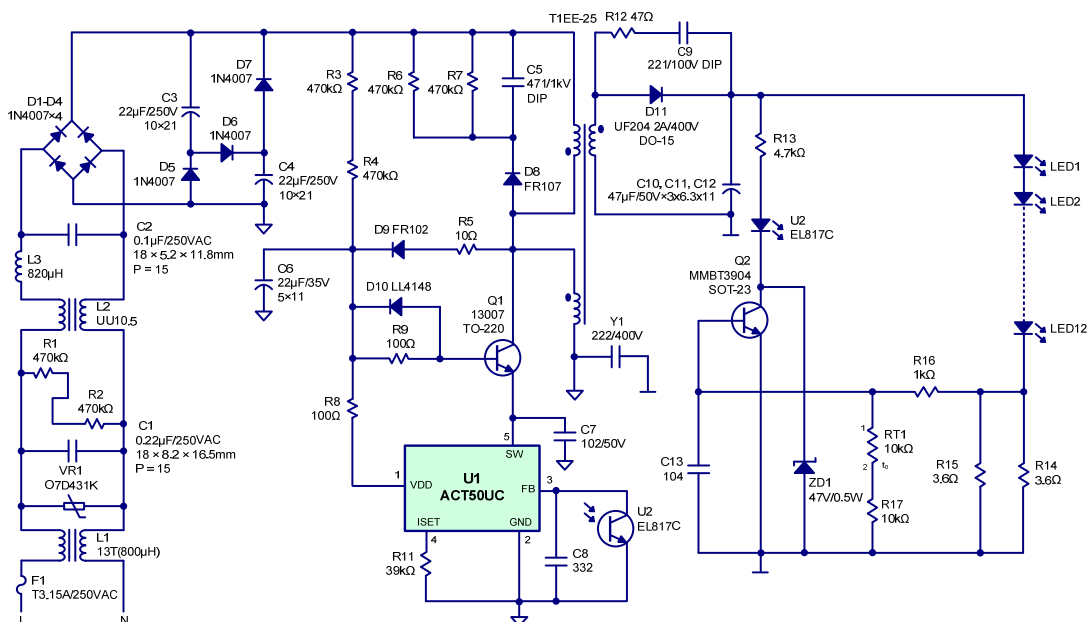 T1EE-25
R12 47Ω
C9
221/100V DIP
D7
1N4007
C3
22µF/250V
10×21
D1-D4
1N4007×4
D6
1N4007
D5
1N4007
C4
22µF/250V
10×21
R3
470kΩ
R6
470kΩ
R7
470kΩ
C5
471/1kV
DIP
R4
470kΩ
D8
FR107
D11
UF204 2A/400V
DO-15
R13
4.7kΩ
C10, C11, C12
47µF/50V×3x6.3x11
LED1
LED2
LED12
U2
EL817C
C2
0.1µF/250VAC
18 × 5.2 × 11.8mm
P = 15
L3
820µH
D9 FR102
R5
10Ω
C6
22µF/35V
5×11
D10 LL4148
R9
100Ω
Q1
13007
TO-220
Q2
MMBT3904
SOT-23
Y1
222/400V
L2
UU10.5
R1
470kΩ
R2
470kΩ
R8
100Ω
R16
1kΩ
C1
0.22µF/250VAC
18 × 8.2 × 16.5mm
P = 15
VR1
O7D431K
C7
102/50V
5
SW
1
VDD
U1
ACT50UC
FB
3
ISET
4
GND
2
U2
EL817C
C8
332
R11
39kΩ
C13
104
ZD1
47V/0.5W
1
RT1
10kΩ
2
R17
10kΩ
R15
3.6Ω
R14
3.6Ω
L1
13T(800µH)
F1
T3.15A/250VAC
L
N